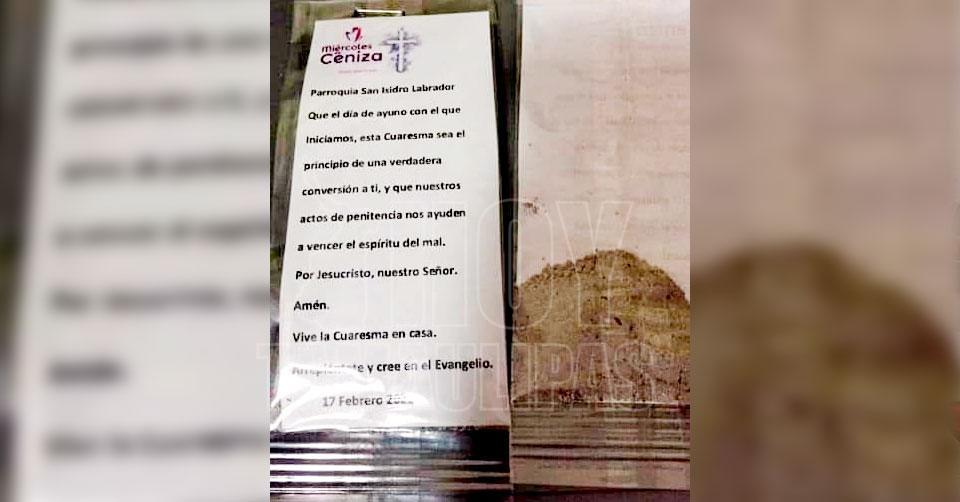 Miércoles
de
Ceniza
Parroquia San Isidro Labrador
Que el día de ayuno con el que
Iniciamos, esta Cuaresma sea el
principio de una verdadera
conversión a ti, y que nuestros
actos de penitencia nos ayuden
a vencer el espíritu del mal.
Por Jesucristo, nuestro Señor.
Amén.
Vive la Cuaresma en casa.
y cree en el Evangelio.
17 Febrero
HOY